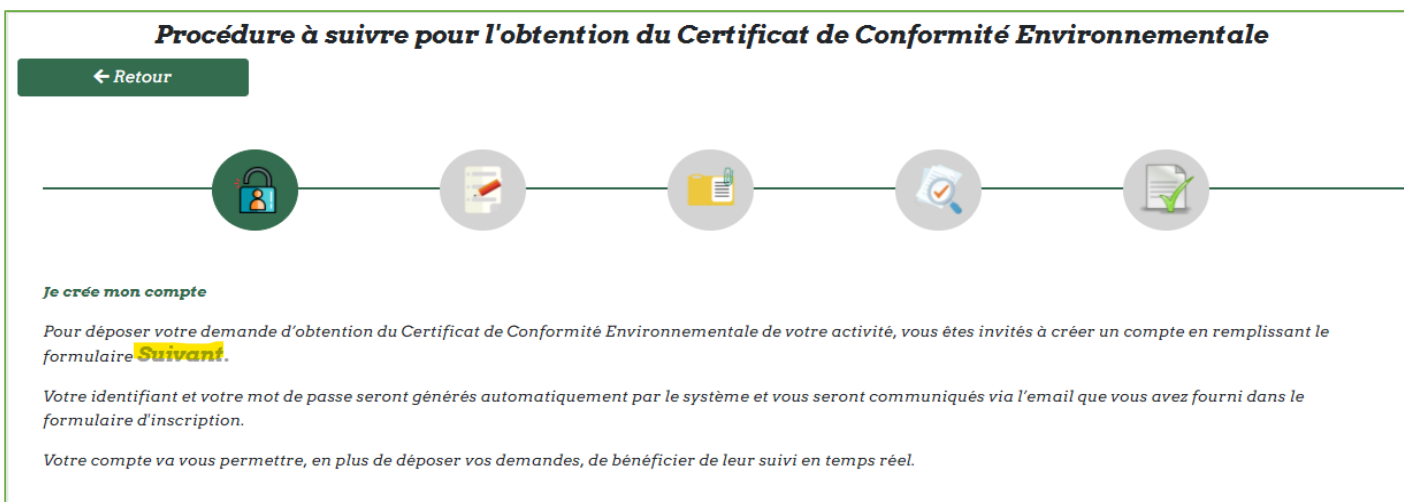 Procédure à suivre pour l'obtention du Certificat de Conformité Environnementale
← Retour
Je crée mon compte
Pour déposer votre demande d’obtention du Certificat de Conformité Environnementale de votre activité, vous êtes invités à créer un compte en remplissant le
formulaire Suivant.
Votre identifiant et votre mot de passe seront générés automatiquement par le système et vous seront communiqués via l’email que vous avez fourni dans le
formulaire d'inscription.
Votre compte va vous permettre, en plus de déposer vos demandes, de bénéficier de leur suivi en temps réel.